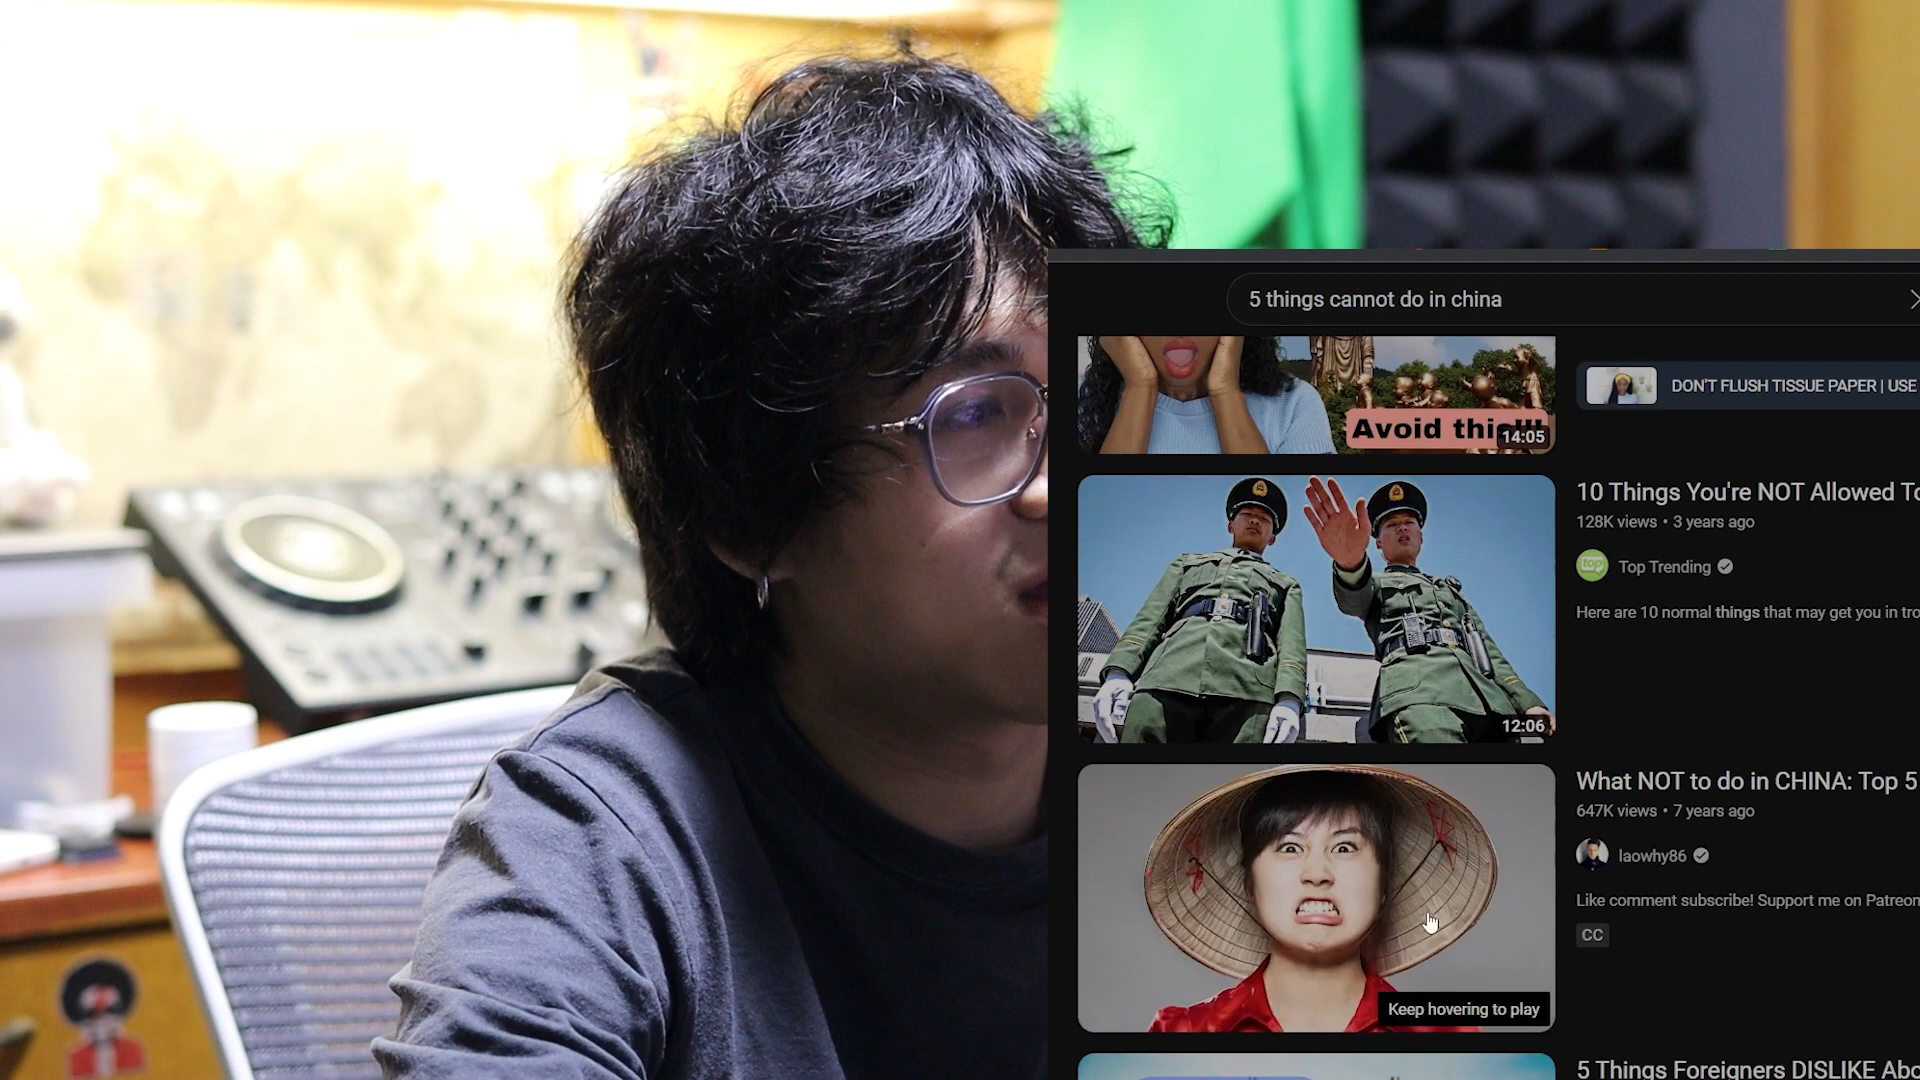 5 things cannot do in china
Avoid this!!!
14:05
DON'T FLUSH TISSUE PAPER | USE
10 Things You're NOT Allowed To
128K views • 3 years ago
top
Top Trending
Here are 10 normal things that may get you in tro
12:06
What NOT to do in CHINA: Top 5
647K views • 7 years ago
laowhy86
Like comment subscribe! Support me on Patreon
CC
Keep hovering to play
5 Things Foreigners DISLIKE Abo